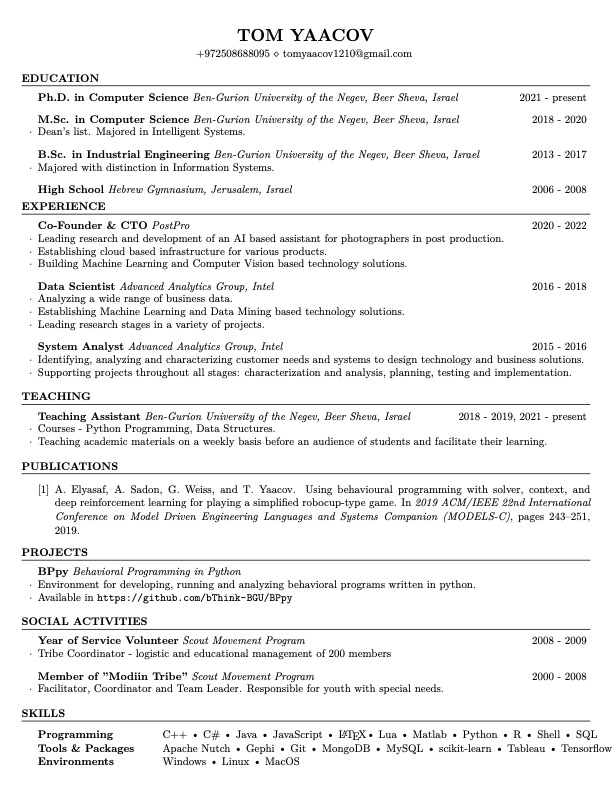 TOM YAACOV
+972508688095 ⋄ tomyaacov1210@gmail.com
EDUCATION
Ph.D. in Computer Science Ben-Gurion University of the Negev, Beer Sheva, Israel 2021 - present
M.Sc. in Computer Science Ben-Gurion University of the Negev, Beer Sheva, Israel 2018 - 2020
· Dean's list. Majored in Intelligent Systems.
B.Sc. in Industrial Engineering Ben-Gurion University of the Negev, Beer Sheva, Israel 2013 - 2017
· Majored with distinction in Information Systems.
High School Hebrew Gymnasium, Jerusalem, Israel 2006 - 2008
EXPERIENCE
Co-Founder & CTO PostPro 2020 - 2022
· Leading research and development of an AI based assistant for photographers in post production.
· Establishing cloud based infrastructure for various products.
· Building Machine Learning and Computer Vision based technology solutions.
Data Scientist Advanced Analytics Group, Intel 2016 - 2018
· Analyzing a wide range of business data.
· Establishing Machine Learning and Data Mining based technology solutions.
· Leading research stages in a variety of projects.
System Analyst Advanced Analytics Group, Intel 2015 - 2016
· Identifying, analyzing and characterizing customer needs and systems to design technology and business solutions.
· Supporting projects throughout all stages: characterization and analysis, planning, testing and implementation.
TEACHING
Teaching Assistant Ben-Gurion University of the Negev, Beer Sheva, Israel 2018 - 2019, 2021 - present
· Courses - Python Programming, Data Structures.
· Teaching academic materials on a weekly basis before an audience of students and facilitate their learning.
PUBLICATIONS
[1] A. Elyasaf, A. Sadon, G. Weiss, and T. Yaacov. Using behavioural programming with solver, context, and
deep reinforcement learning for playing a simplified robocup-type game. In 2019 ACM/IEEE 22nd International
Conference on Model Driven Engineering Languages and Systems Companion (MODELS-C), pages 243–251,
2019.
PROJECTS
BPpy Behavioral Programming in Python
· Environment for developing, running and analyzing behavioral programs written in python.
· Available in https://github.com/bThink-BGU/BPpy
SOCIAL ACTIVITIES
Year of Service Volunteer Scout Movement Program 2008 - 2009
· Tribe Coordinator - logistic and educational management of 200 members
Member of "Modiin Tribe" Scout Movement Program 2000 - 2008
· Facilitator, Coordinator and Team Leader. Responsible for youth with special needs.
SKILLS
Programming C++ • C# • Java • JavaScript • LATEX • Lua • Matlab • Python • R • Shell • SQL
Tools & Packages Apache Nutch • Gephi • Git • MongoDB • MySQL • scikit-learn • Tableau • Tensorflow
Environments Windows • Linux • MacOS